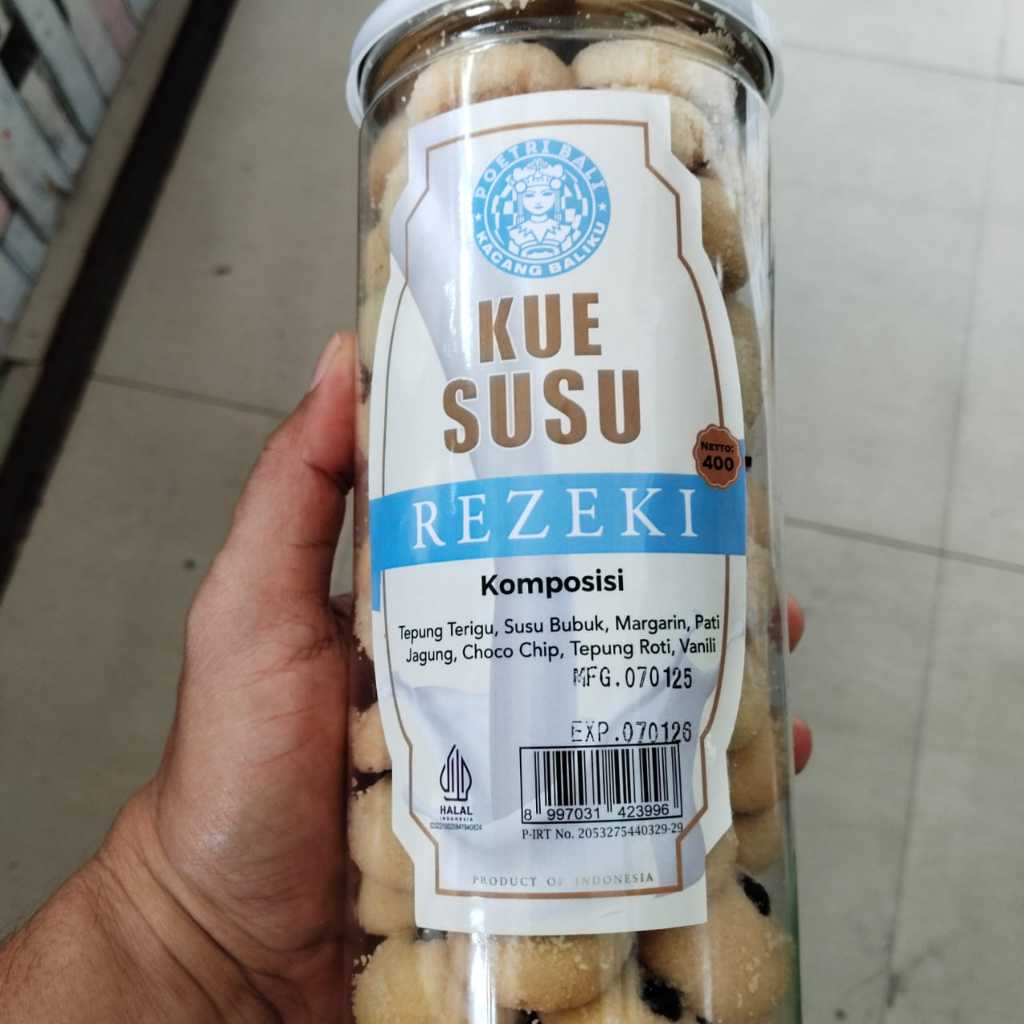 POETRI BALI
KACANG BALIKU
KUE
SUSU
NETTO:
400
REZEKI
Komposisi
Tepung Terigu, Susu Bubuk, Margarin, Pati
Jagung, Choco Chip, Tepung Roti, Vanili
MFG.070125
EXP.070126
HALAL
INDONESIA
8 997031 423996
P-IRT No. 2053275440329-29
PRODUCT OF INDONESIA